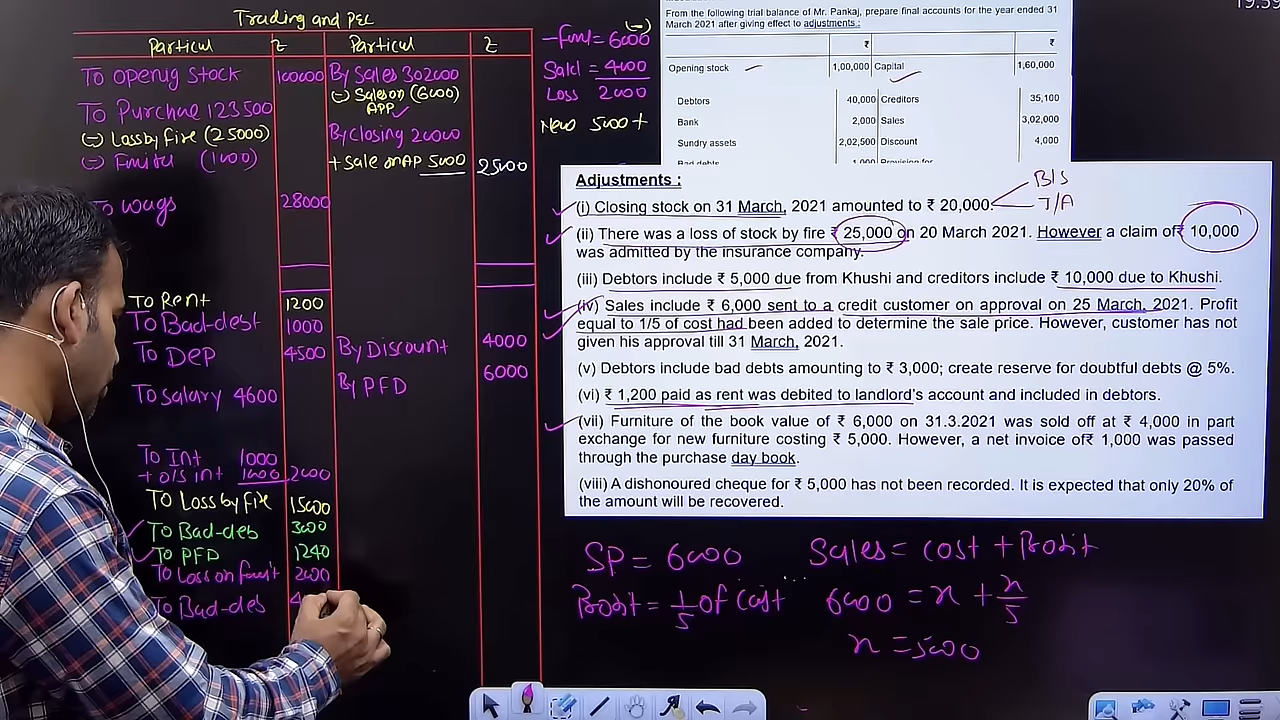 Trading and P&L
Particul ₹ Particul ₹
To Openig Stock 100000 By Sales 302000
(-) Sales on (6000)
APP
To Purchase 123500
(-) Loss by fire (25000)
By closing 20000
(-) Furnitu (1000)
+ Sale on AP 5000 25000
To wags 28000
To Rent 1200
To Bad-dest 1000
To Dep 4500 By Discount 4000
By PFD 6000
To Salary 4600
To Int 1000
+ o/s int 1000 2000
To Loss by fire 15000
To Bad-deb 3000
To PFD 1240
To Loss on furnit 2000
To Bad-deb 4
(-)
Furni = 6000
Sald = 4000
Loss 2000
New 5000 +
From the following trial balance of Mr. Pankaj, prepare final accounts for the year ended 31
March 2021 after giving effect to adjustments :
₹ ₹
Opening stock 1,00,000 Capital 1,60,000
Debtors 40,000 Creditors 35,100
Bank 2,000 Sales 3,02,000
Sundry assets 2,02,500 Discount 4,000
Bad debts 1,000 Provision for
Adjustments :
B/S
T/A
(i) Closing stock on 31 March, 2021 amounted to ₹ 20,000.
(ii) There was a loss of stock by fire ₹ 25,000 on 20 March 2021. However a claim of₹ 10,000
was admitted by the insurance company.
(iii) Debtors include ₹ 5,000 due from Khushi and creditors include ₹ 10,000 due to Khushi.
(iv) Sales include ₹ 6,000 sent to a credit customer on approval on 25 March, 2021. Profit
equal to 1/5 of cost had been added to determine the sale price. However, customer has not
given his approval till 31 March, 2021.
(v) Debtors include bad debts amounting to ₹ 3,000; create reserve for doubtful debts @ 5%.
(vi) ₹ 1,200 paid as rent was debited to landlord's account and included in debtors.
(vii) Furniture of the book value of ₹ 6,000 on 31.3.2021 was sold off at ₹ 4,000 in part
exchange for new furniture costing ₹ 5,000. However, a net invoice of₹ 1,000 was passed
through the purchase day book.
(viii) A dishonoured cheque for ₹ 5,000 has not been recorded. It is expected that only 20% of
the amount will be recovered.
SP = 6000 Sales = Cost + Profit
Profit = 1/5 of Cost 6000 = x + x/5
x = 5000